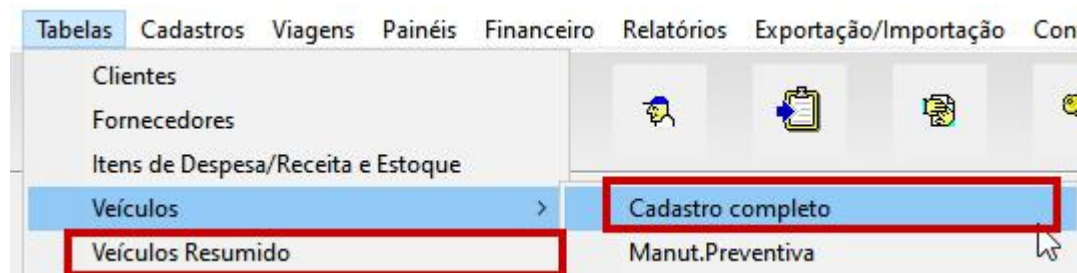 Tabelas Cadastros Viagens Painéis Financeiro Relatórios Exportação/Importação Con
Clientes
Fornecedores
Itens de Despesa/Receita e Estoque
Veículos > Cadastro completo
Veículos Resumido Manut.Preventiva